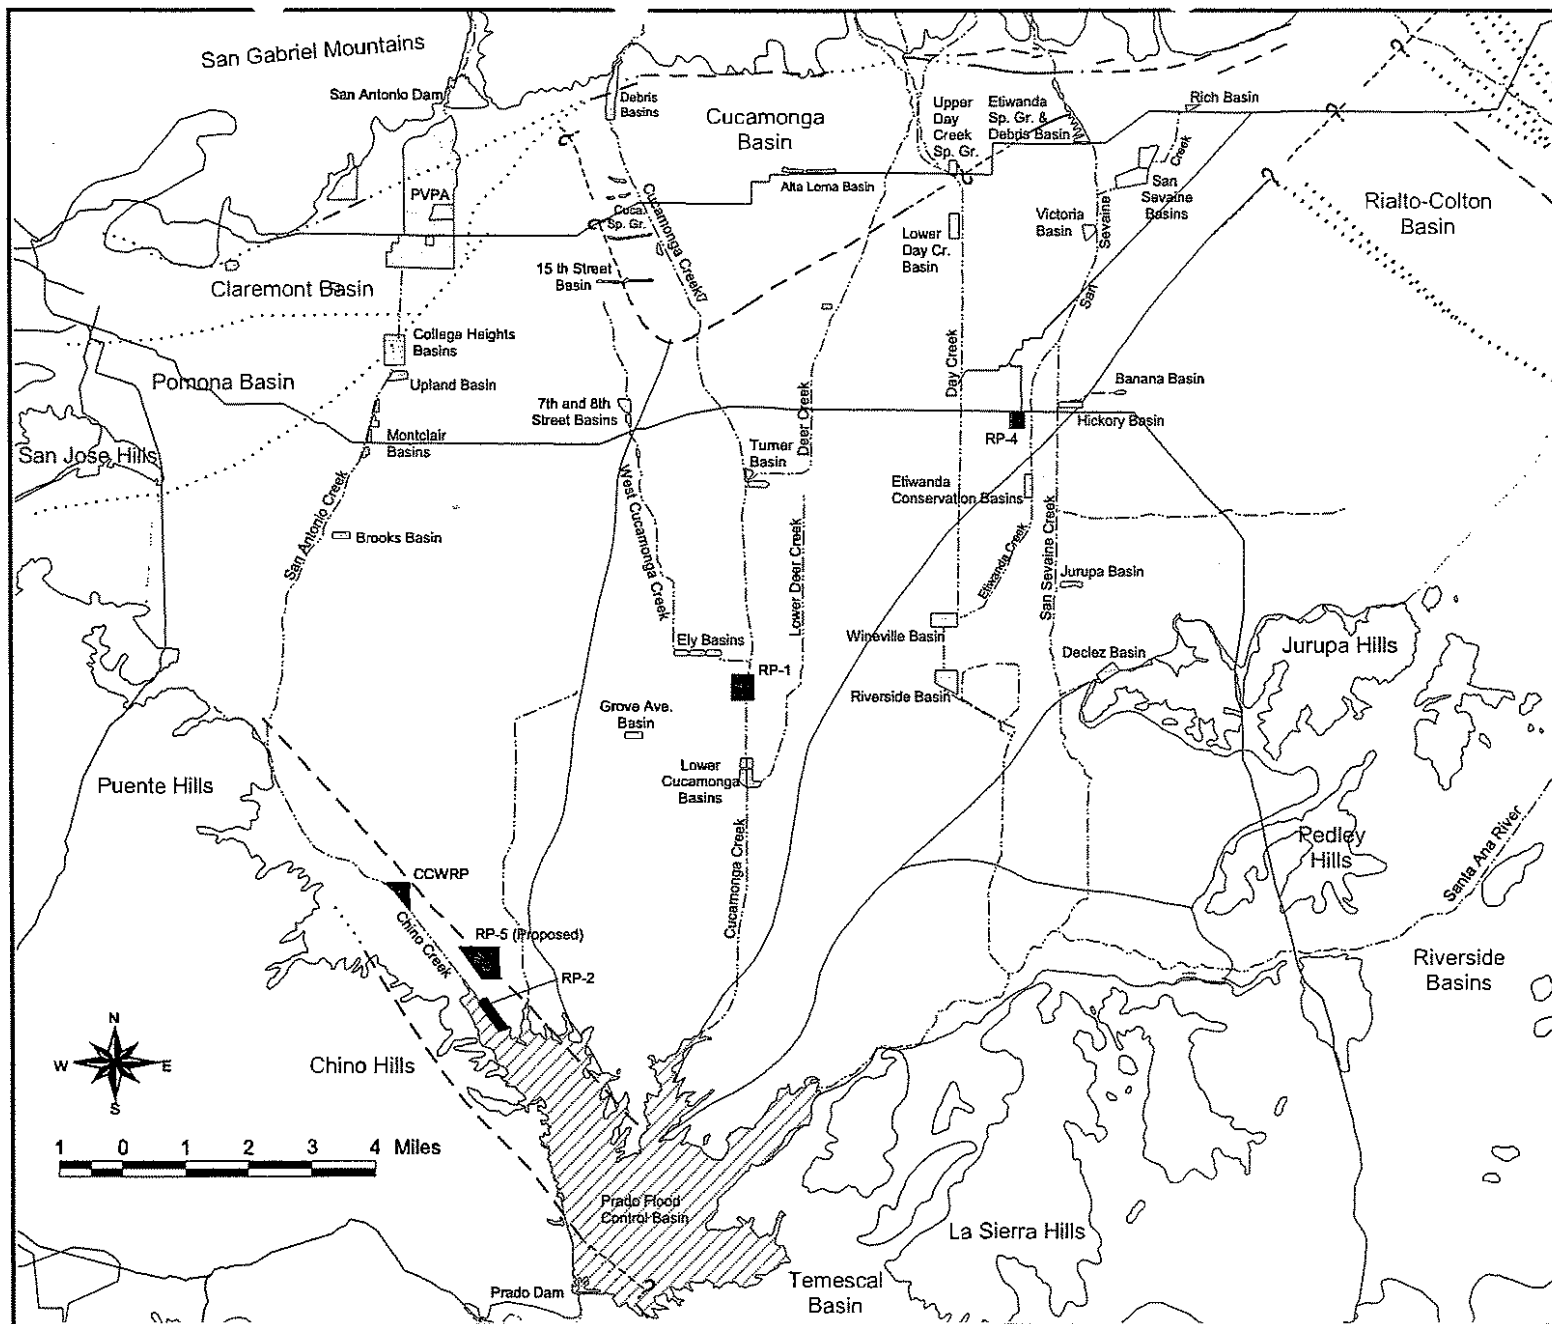 San Gabriel Mountains
San Antonio Dam
Debris
Basins
Cucamonga
Basin
Upper
Day
Creek
Sp. Gr.
Etiwanda
Sp. Gr. &
Debris Basin
Rich Basin
Creek
San
Sevaine
Basins
Rialto-Colton
Basin
PVPA
Alta Loma Basin
Cuca.
Sp. Gr.
Cucamonga Creek
Lower
Day Cr.
Basin
Victoria
Basin
Sevaine
San
15 th Street
Basin
Claremont Basin
College Heights
Basins
Upland Basin
Pomona Basin
7th and 8th
Street Basins
Day Creek
Deer Creek
Banana Basin
Hickory Basin
RP-4
Montclair
Basins
San Jose Hills
Turner
Basin
West Cucamonga Creek
Etiwanda
Conservation Basins
San Antonio Creek
Brooks Basin
Lower Deer Creek
Etiwanda Creek
San Sevaine Creek
Jurupa Basin
Ely Basins
Wineville Basin
Declez Basin
Jurupa Hills
RP-1
Riverside Basin
Grove Ave.
Basin
Puente Hills
Lower
Cucamonga
Basins
Pedley
Hills
Santa Ana River
CCWRP
Cucamonga Creek
Chino Creek
RP-5 (Proposed)
RP-2
Riverside
Basins
N
W
E
S
Chino Hills
1 0 1 2 3 4 Miles
Prado Flood
Control Basin
La Sierra Hills
Prado Dam
Temescal
Basin